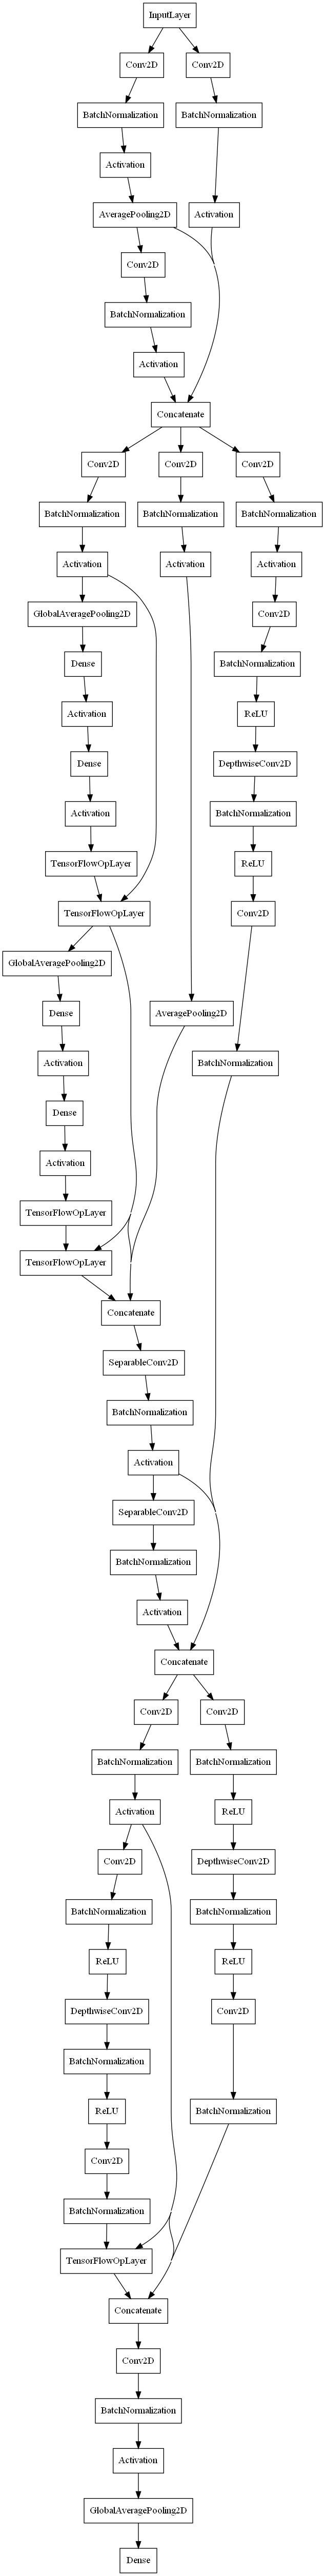 InputLayer
Conv2D Conv2D
BatchNormalization BatchNormalization
Activation
AveragePooling2D Activation
Conv2D
BatchNormalization
Activation
Concatenate
Conv2D Conv2D Conv2D
BatchNormalization BatchNormalization BatchNormalization
Activation Activation Activation
GlobalAveragePooling2D Conv2D
Dense BatchNormalization
Activation ReLU
Dense DepthwiseConv2D
Activation BatchNormalization
TensorFlowOpLayer ReLU
TensorFlowOpLayer Conv2D
GlobalAveragePooling2D
Dense AveragePooling2D
Activation BatchNormalization
Dense
Activation
TensorFlowOpLayer
TensorFlowOpLayer
Concatenate
SeparableConv2D
BatchNormalization
Activation
SeparableConv2D
BatchNormalization
Activation
Concatenate
Conv2D Conv2D
BatchNormalization BatchNormalization
Activation ReLU
Conv2D DepthwiseConv2D
BatchNormalization BatchNormalization
ReLU ReLU
DepthwiseConv2D Conv2D
BatchNormalization
ReLU BatchNormalization
Conv2D
BatchNormalization
TensorFlowOpLayer
Concatenate
Conv2D
BatchNormalization
Activation
GlobalAveragePooling2D
Dense